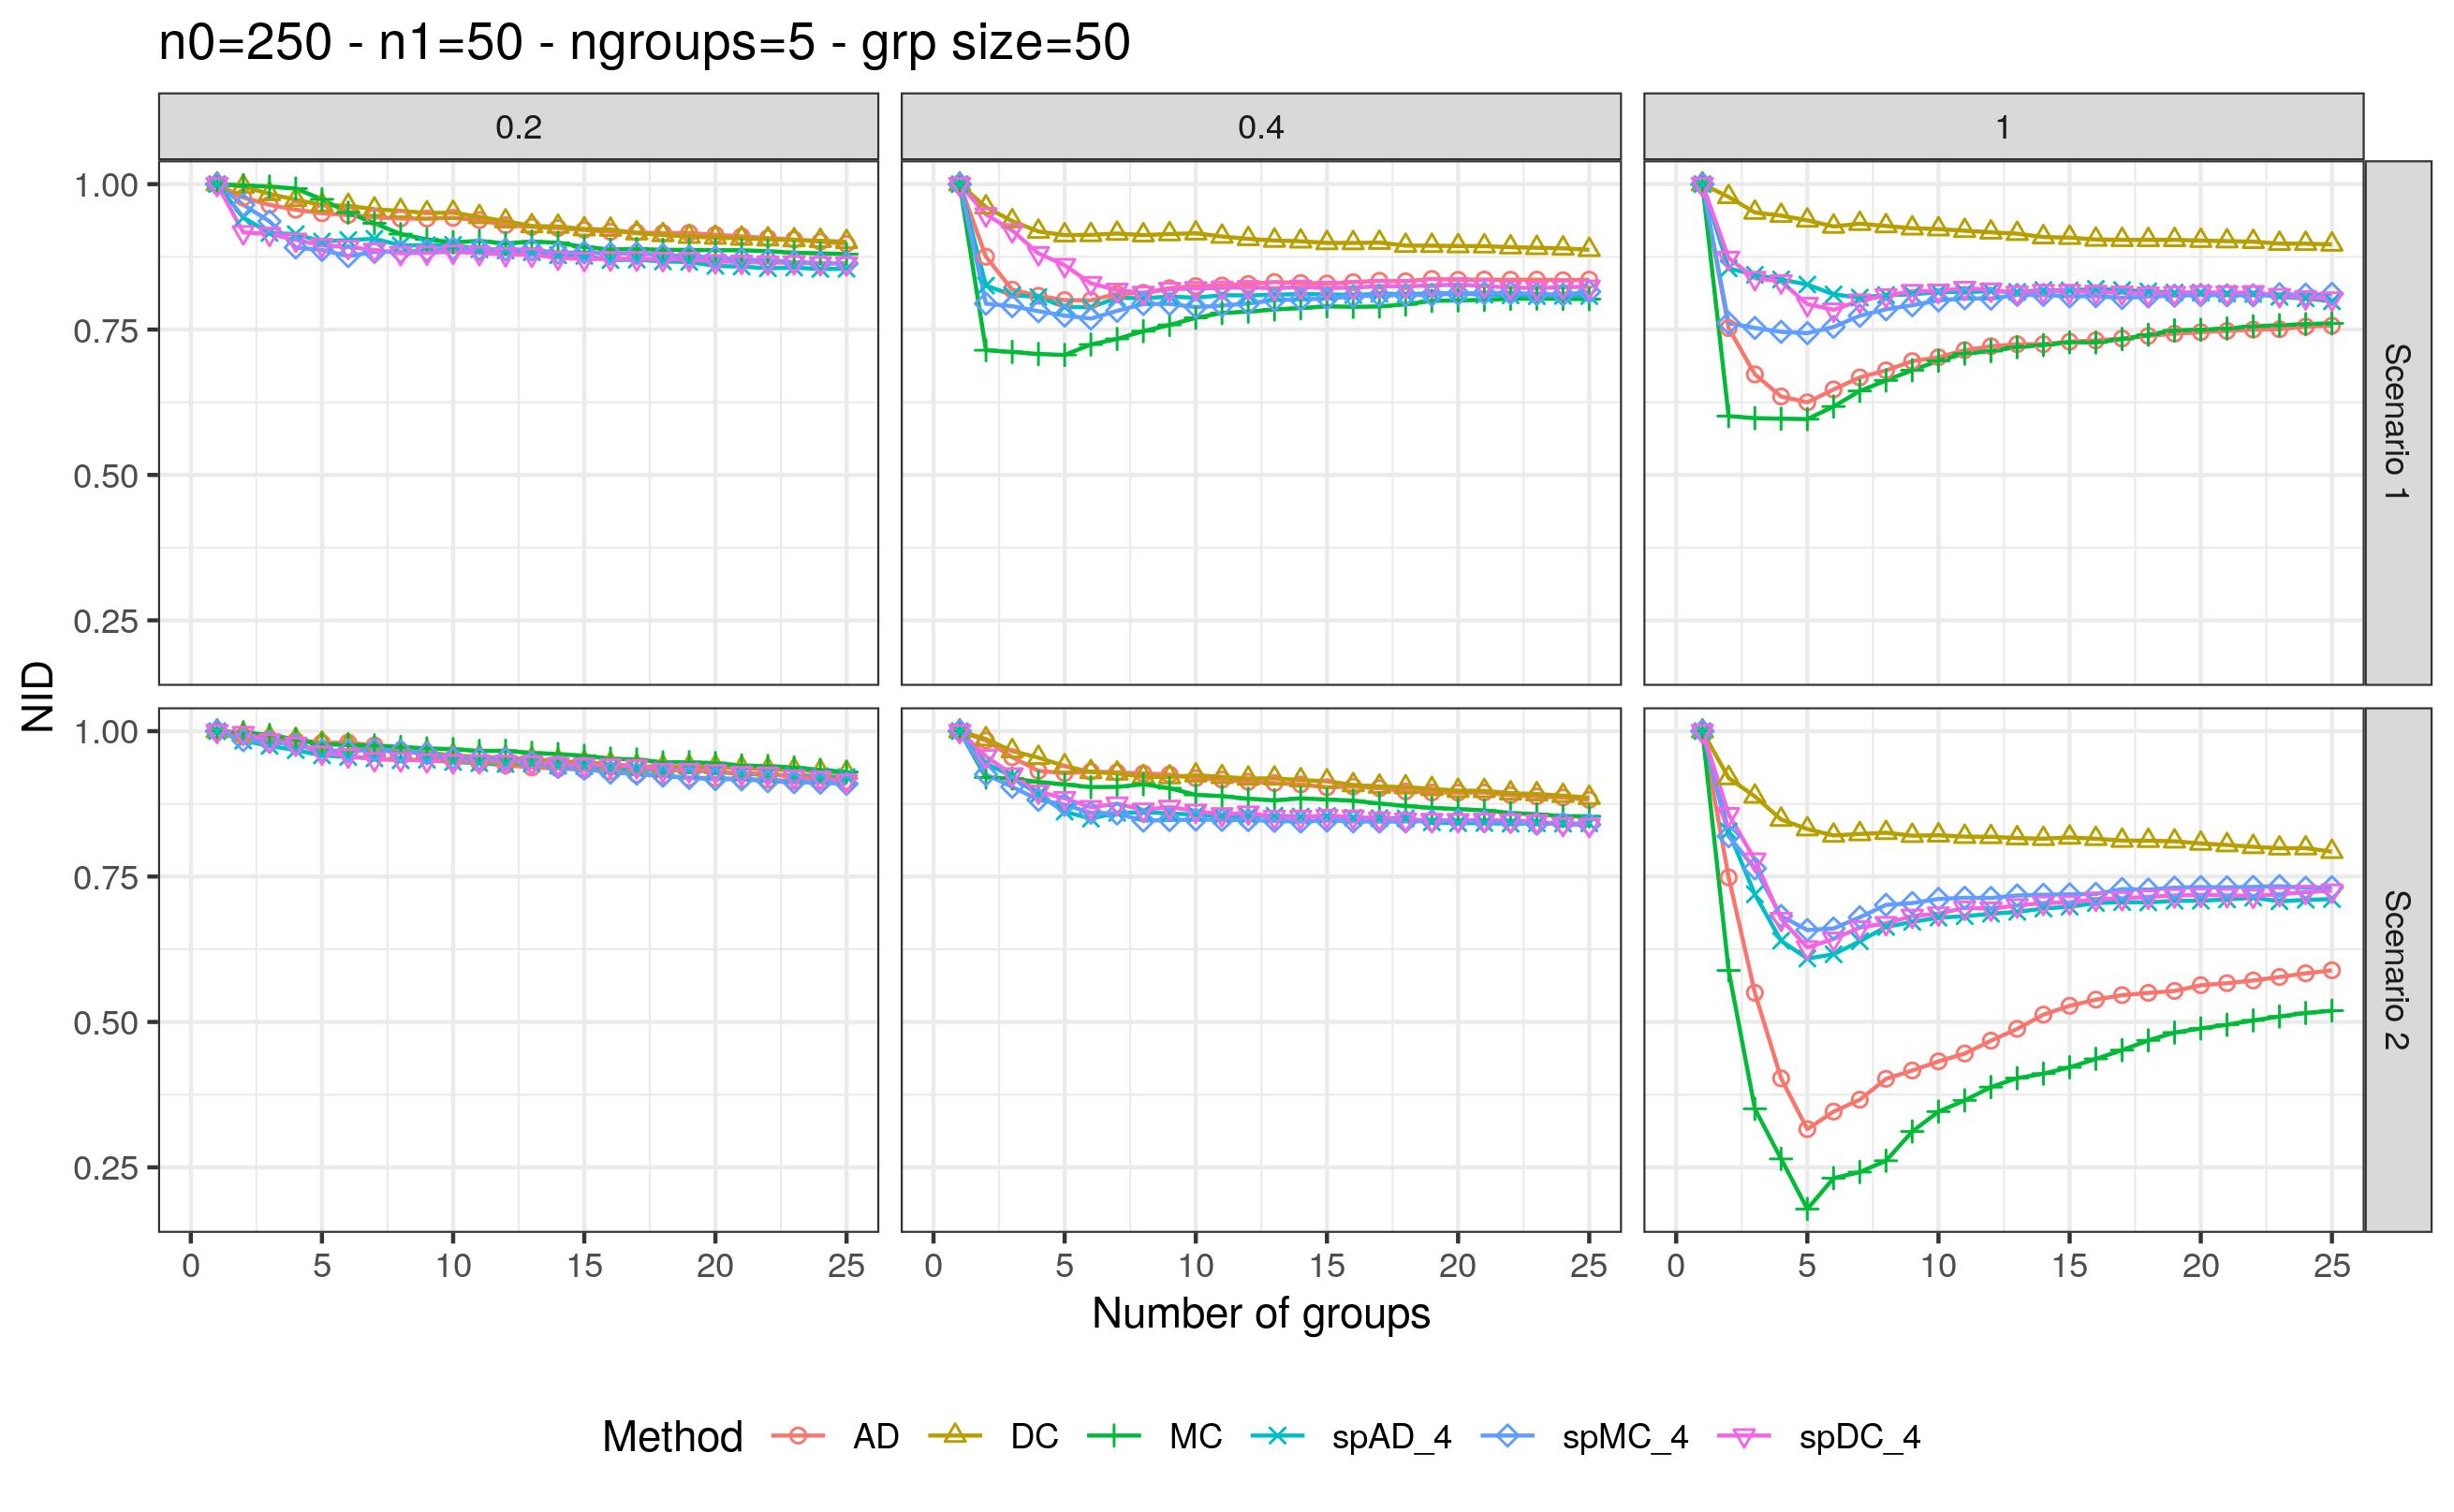 n0=250 - n1=50 - ngroups=5 - grp size=50
0.2 0.4 1
1.00
0.75
0.50
0.25
Scenario 1
NID
1.00
0.75
0.50
0.25
Scenario 2
0 5 10 15 20 25 0 5 10 15 20 25 0 5 10 15 20 25
Number of groups
Method AD DC MC spAD_4 spMC_4 spDC_4